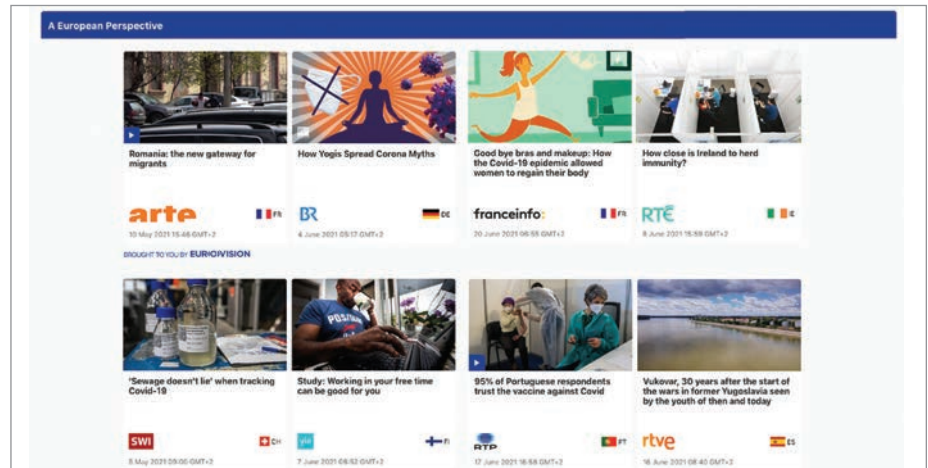 A European Perspective
Romania: the new gateway for
migrants
arte
FR
10 May 2021 15:46 GMT+2
How Yogis Spread Corona Myths
BR
DE
4 June 2021 05:17 GMT+2
Good bye bras and makeup: How
the Covid-19 epidemic allowed
women to regain their body
franceinfo:
FR
20 June 2021 06:55 GMT+2
How close is Ireland to herd
immunity?
RTÉ
IE
8 June 2021 15:59 GMT+2
BROUGHT TO YOU BY EUROVISION
'Sewage doesn't lie' when tracking
Covid-19
SWI
CH
5 May 2021 09:00 GMT+2
Study: Working in your free time
can be good for you
yle
FI
7 June 2021 08:52 GMT+2
95% of Portuguese respondents
trust the vaccine against Covid
RTP
PT
17 June 2021 16:58 GMT+2
Vukovar, 30 years after the start of
the wars in former Yugoslavia seen
by the youth of then and today
rtve
ES
16 June 2021 08:40 GMT+2